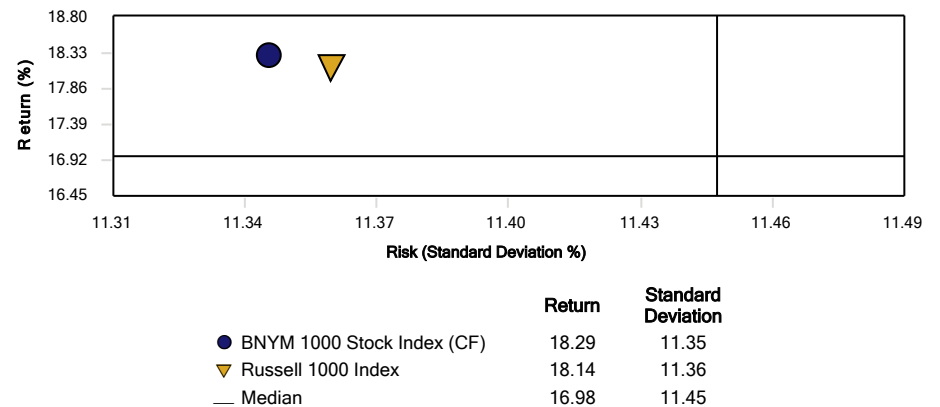 18.80
18.33
17.86
17.39
16.92
16.45
Return (%)
11.31 11.34 11.37 11.40 11.43 11.46 11.49
Risk (Standard Deviation %)
Return Standard Deviation
BNYM 1000 Stock Index (CF) 18.29 11.35
Russell 1000 Index 18.14 11.36
Median 16.98 11.45